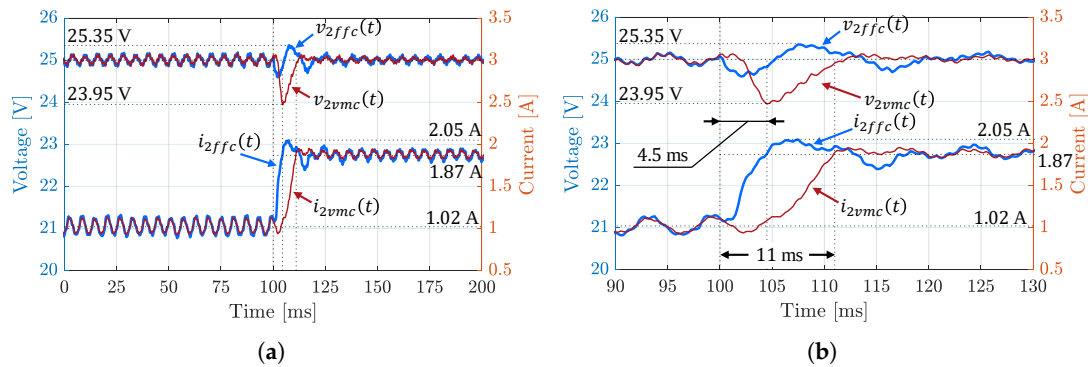 26
25
24
23
22
21
20
Voltage [V]
25.35 V
23.95 V
v2ffc(t)
v2vmc(t)
i2ffc(t)
i2vmc(t)
2.05 A
1.87 A
1.02 A
3.5
3
2.5
2
1.5
1
0.5
Current [A]
0 25 50 75 100 125 150 175 200
Time [ms]
(a)
26
25
24
23
22
21
20
Voltage [V]
25.35 V
23.95 V
v2ffc(t)
v2vmc(t)
i2ffc(t)
i2vmc(t)
4.5 ms
11 ms
2.05 A
1.87
1.02 A
3.5
3
2.5
2
1.5
1
0.5
Current [A]
90 95 100 105 110 115 120 125 130
Time [ms]
(b)